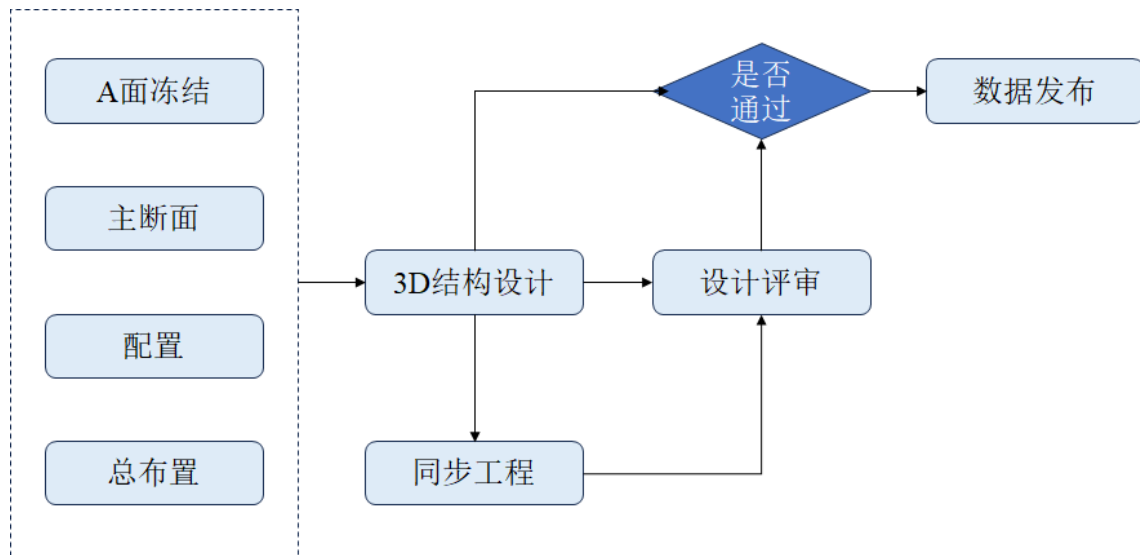 A面冻结
主断面
配置
总布置
3D结构设计
同步工程
设计评审
是否
通过
数据发布